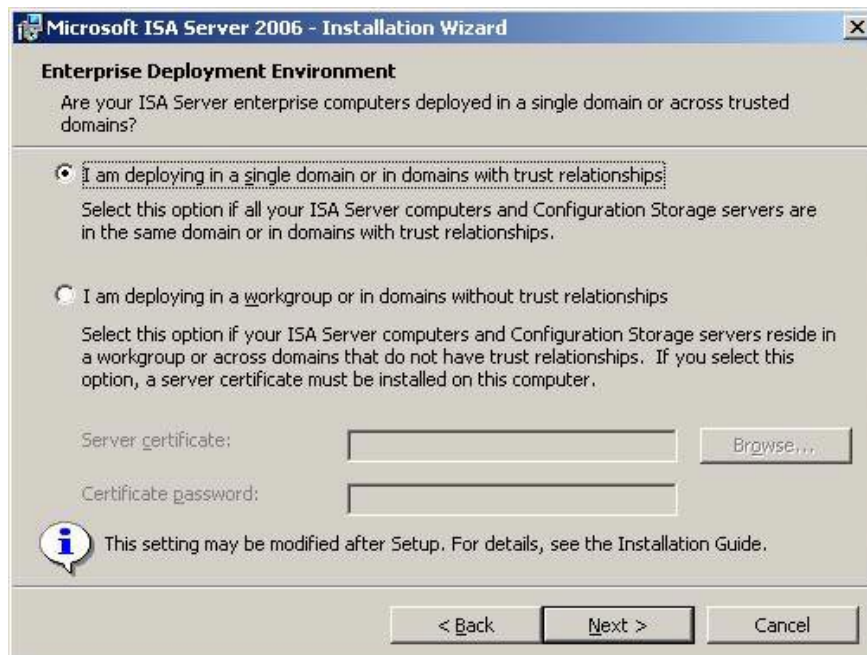 Microsoft ISA Server 2006 - Installation Wizard
Enterprise Deployment Environment
Are your ISA Server enterprise computers deployed in a single domain or across trusted
domains?
I am deploying in a single domain or in domains with trust relationships
Select this option if all your ISA Server computers and Configuration Storage servers are
in the same domain or in domains with trust relationships.
I am deploying in a workgroup or in domains without trust relationships
Select this option if your ISA Server computers and Configuration Storage servers reside in
a workgroup or across domains that do not have trust relationships. If you select this
option, a server certificate must be installed on this computer.
Server certificate:
Browse...
Certificate password:
This setting may be modified after Setup. For details, see the Installation Guide.
< Back
Next >
Cancel